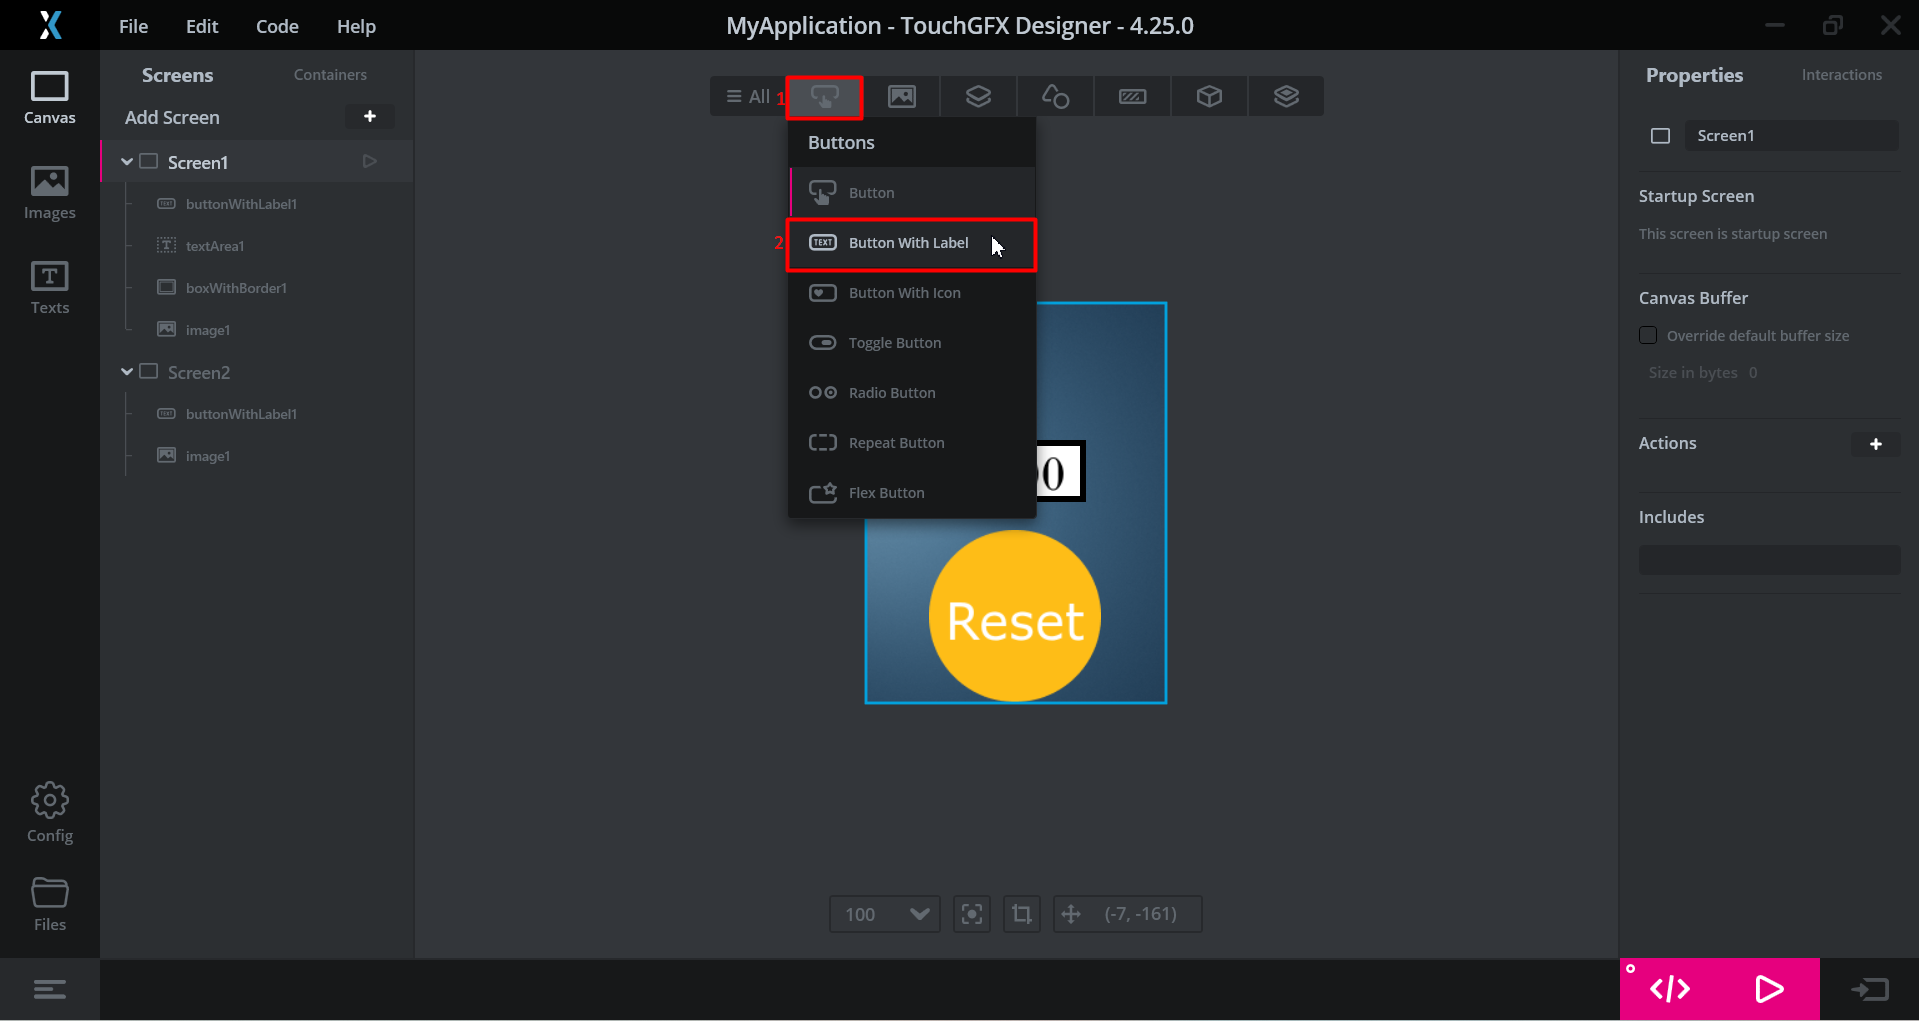 File Edit Code Help
MyApplication - TouchGFX Designer - 4.25.0
Canvas
Images
Texts
Config
Files
Screens Containers
Add Screen +
Screen1
TEXT buttonWithLabel1
T textArea1
boxWithBorder1
image1
Screen2
TEXT buttonWithLabel1
image1
All 1
Buttons
Button
2 TEXT Button With Label
Button With Icon
Toggle Button
Radio Button
Repeat Button
Flex Button
0
Reset
100 (-7, -161)
Properties Interactions
Screen1
Startup Screen
This screen is startup screen
Canvas Buffer
Override default buffer size
Size in bytes 0
Actions +
Includes